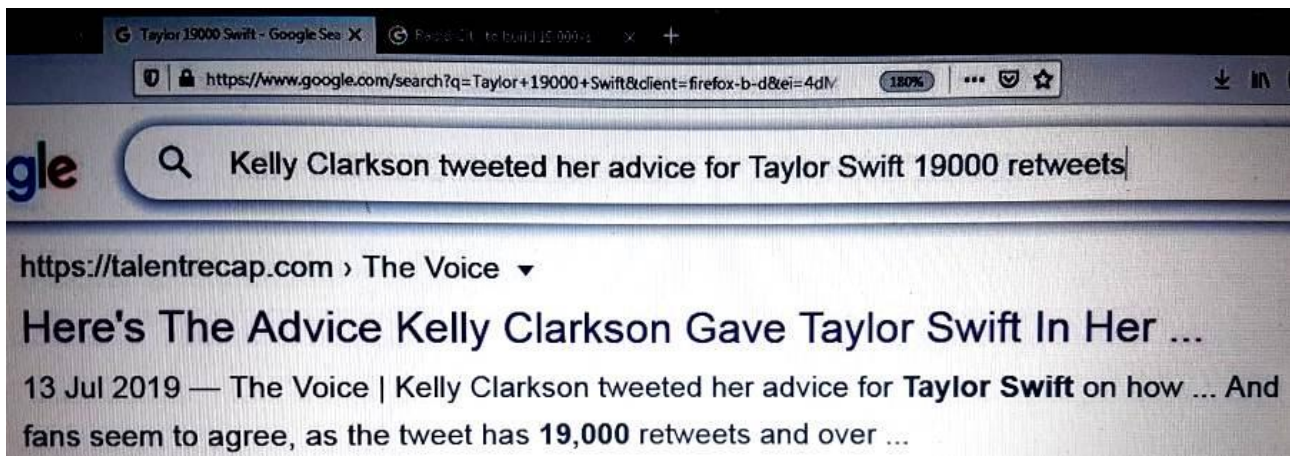 G Taylor 19000 Swift - Google Sea X
G
https://www.google.com/search?q=Taylor+19000+Swift&client=firefox-b-d&ei=4dM 180%
gle Kelly Clarkson tweeted her advice for Taylor Swift 19000 retweets
https://talentrecap.com › The Voice
Here's The Advice Kelly Clarkson Gave Taylor Swift In Her ...
13 Jul 2019 — The Voice | Kelly Clarkson tweeted her advice for Taylor Swift on how ... And
fans seem to agree, as the tweet has 19,000 retweets and over ...